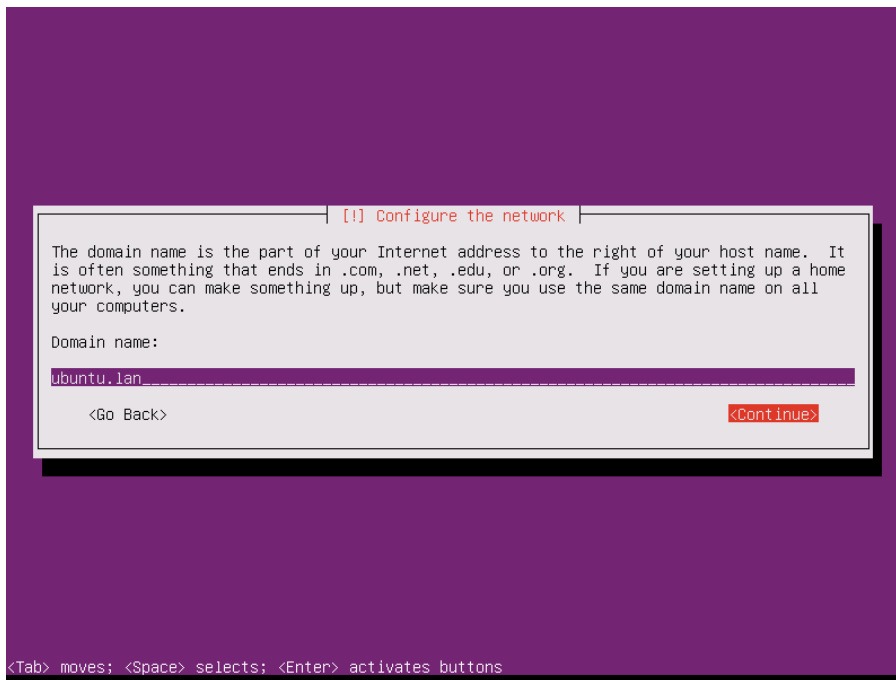 [!] Configure the network
The domain name is the part of your Internet address to the right of your host name.  It
is often something that ends in .com, .net, .edu, or .org.  If you are setting up a home
network, you can make something up, but make sure you use the same domain name on all
your computers.
Domain name:
ubuntu.lan
<Go Back> <Continue>
<Tab> moves; <Space> selects; <Enter> activates buttons